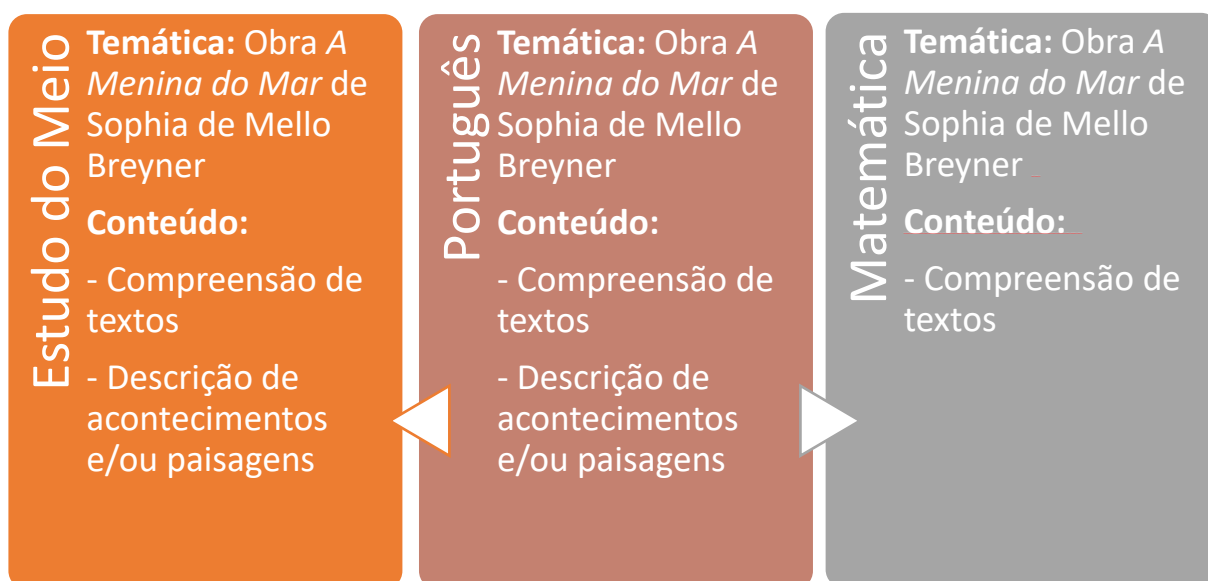 Estudo do Meio
Temática: Obra A
Menina do Mar de
Sophia de Mello
Breyner
Conteúdo:
- Compreensão de
textos
- Descrição de
acontecimentos
e/ou paisagens
Português
Temática: Obra A
Menina do Mar de
Sophia de Mello
Breyner
Conteúdo:
- Compreensão de
textos
- Descrição de
acontecimentos
e/ou paisagens
Matemática
Temática: Obra A
Menina do Mar de
Sophia de Mello
Breyner
Conteúdo:
- Compreensão de
textos